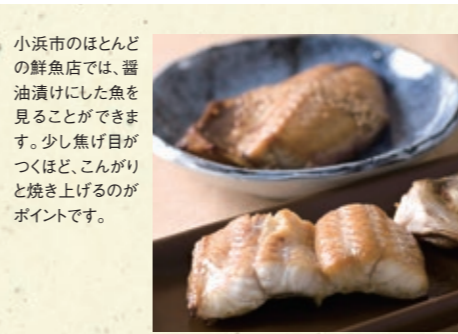 小浜市のほとんど
の鮮魚店では、醤
油漬けにした魚を
見ることができま
す。少し焦げ目が
つくほど、こんがり
と焼き上げるのが
ポイントです。